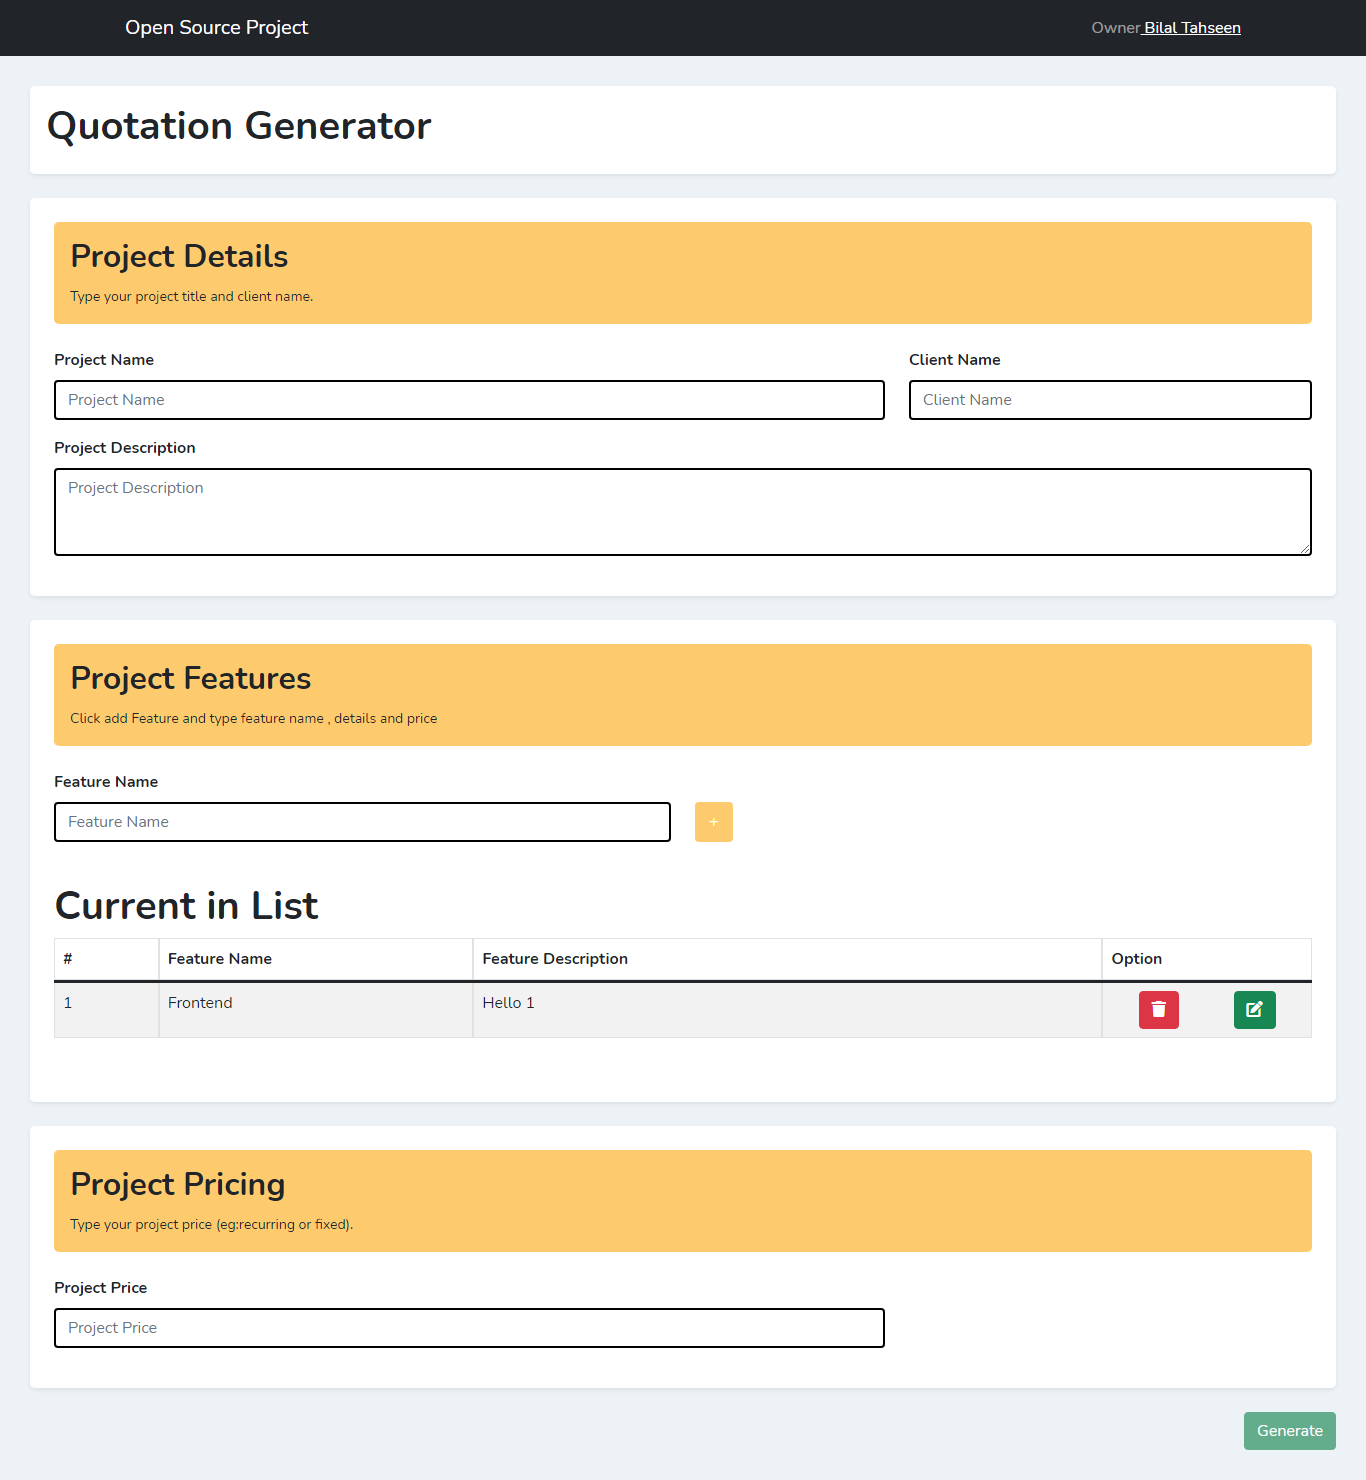 Open Source Project
Owner Bilal Tahseen
Quotation Generator
Project Details
Type your project title and client name.
Project Name
Client Name
Project Name
Client Name
Project Description
Project Description
Project Features
Click add Feature and type feature name , details and price
Feature Name
Feature Name
+
Current in List
# Feature Name Feature Description Option
1 Frontend Hello 1
Project Pricing
Type your project price (eg:recurring or fixed).
Project Price
Project Price
Generate